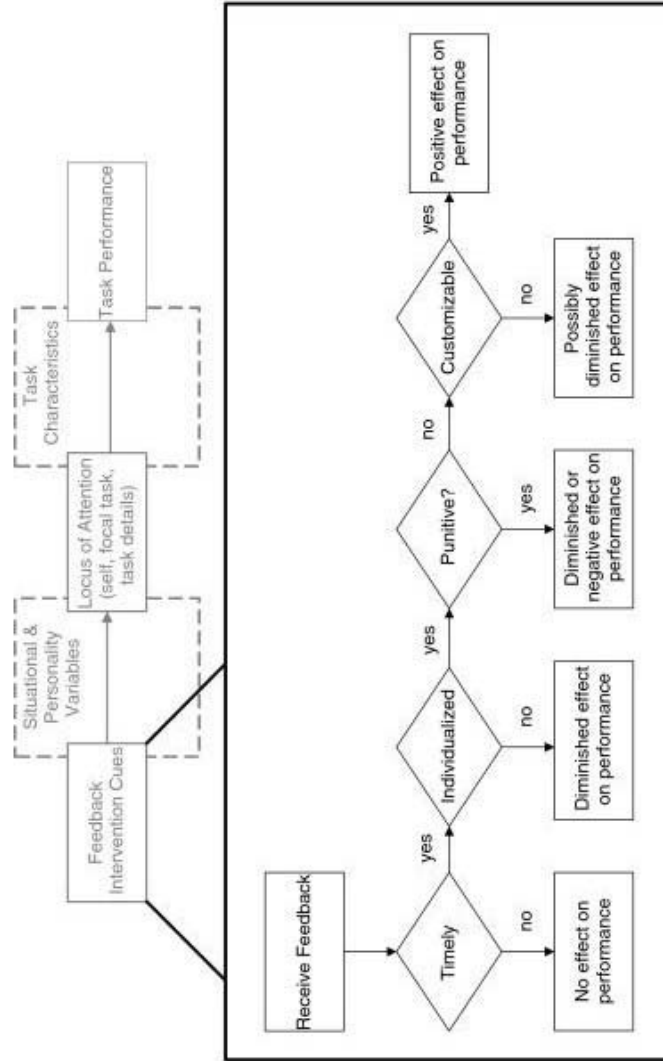 Feedback
Intervention Cues
Situational &
Personality
Variables
Locus of Attention
(self, focal task,
task details)
Task
Characteristics
Task Performance
Receive Feedback
Timely
yes
no
No effect on
performance
Individualized
yes
no
Diminished effect
on performance
Punitive?
no
yes
Diminished or
negative effect on
performance
Customizable
yes
no
Possibly
diminished effect
on performance
Positive effect on
performance